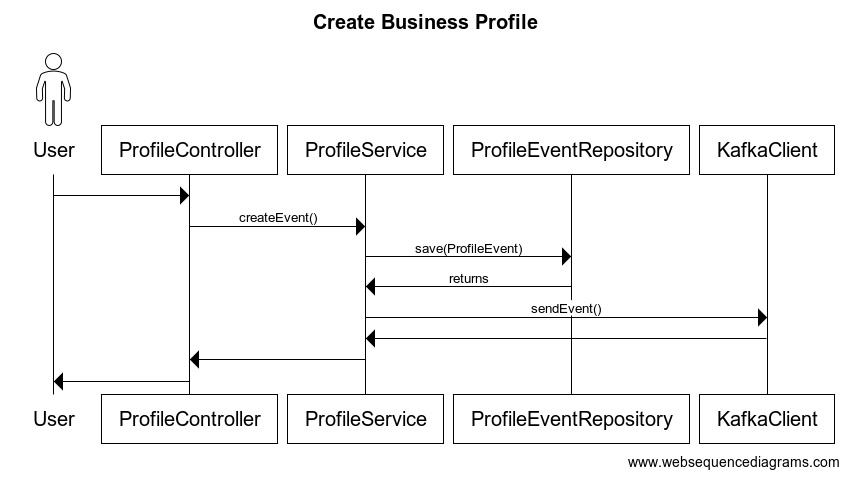 Create Business Profile
User
ProfileController
ProfileService
ProfileEventRepository
KafkaClient
createEvent()
save(ProfileEvent)
returns
sendEvent()
User
ProfileController
ProfileService
ProfileEventRepository
KafkaClient
www.websequencediagrams.com